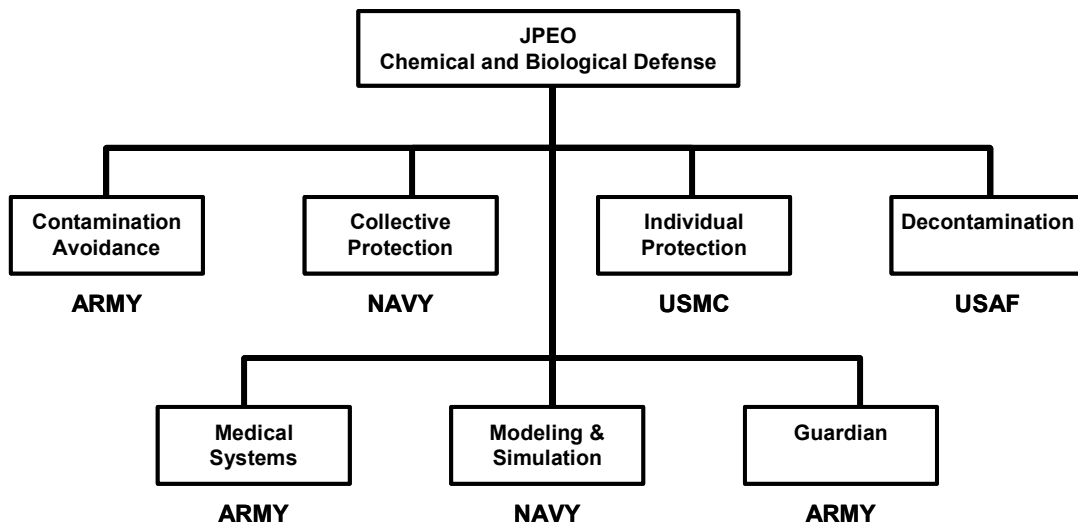 JPEO
Chemical and Biological Defense
Contamination
Avoidance
Collective
Protection
Individual
Protection
Decontamination
ARMY
NAVY
USMC
USAF
Medical
Systems
Modeling &
Simulation
Guardian
ARMY
NAVY
ARMY